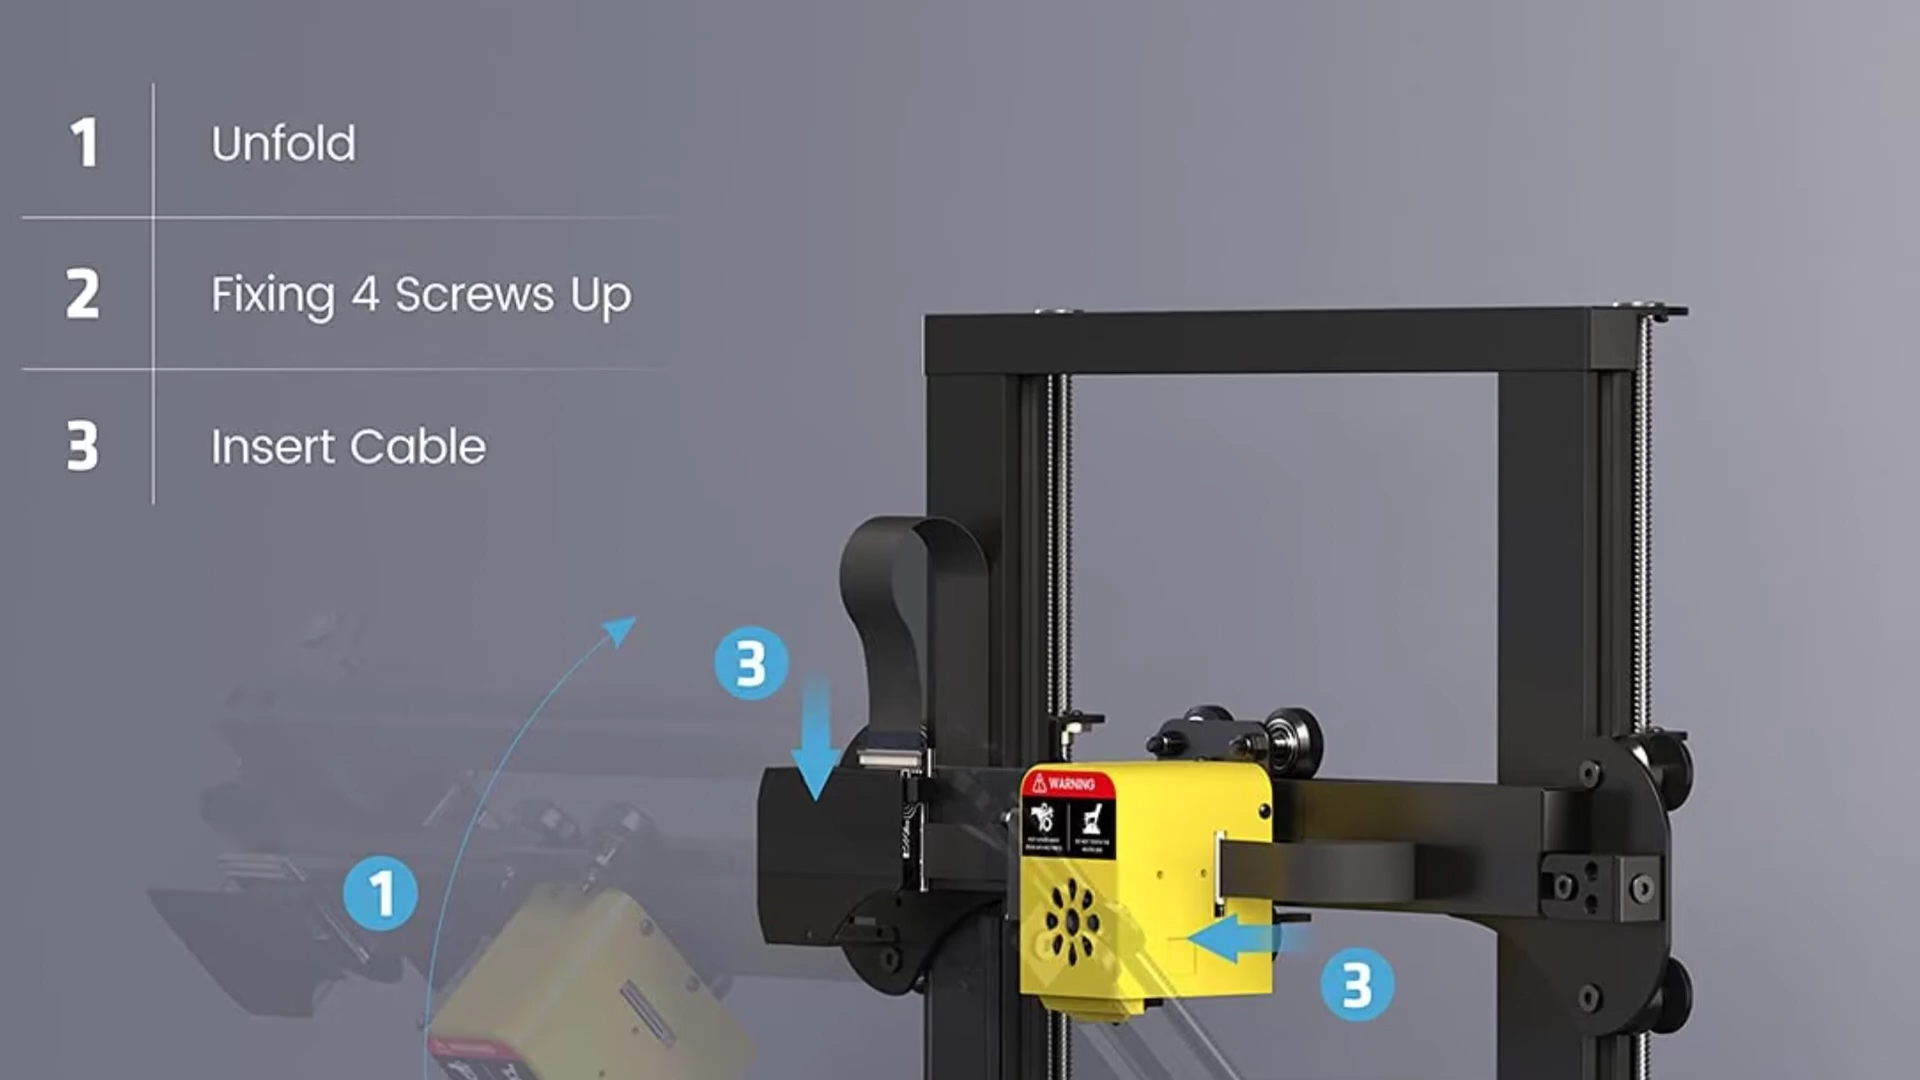 1 Unfold
2 Fixing 4 Screws Up
3 Insert Cable
3
WARNING
1
3